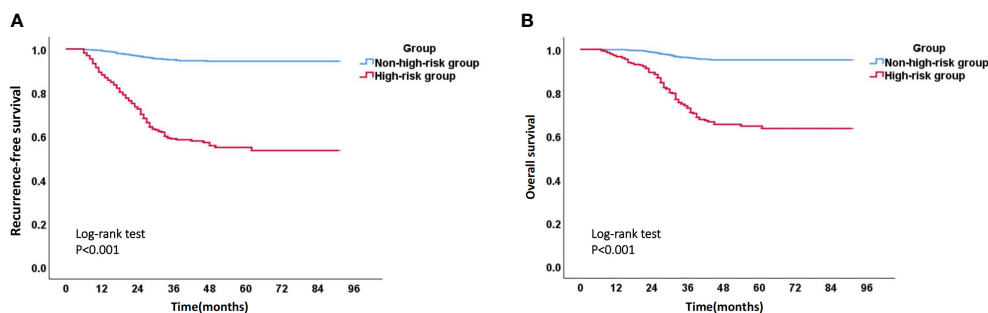 A
Recurrence-free survival
1.0
0.8
0.6
0.4
0.2
0.0
Group
Non-high-risk group
High-risk group
Log-rank test
P<0.001
0 12 24 36 48 60 72 84 96
Time(months)
B
Overall survival
1.0
0.8
0.6
0.4
0.2
0.0
Group
Non-high-risk group
High-risk group
Log-rank test
P<0.001
0 12 24 36 48 60 72 84 96
Time(months)